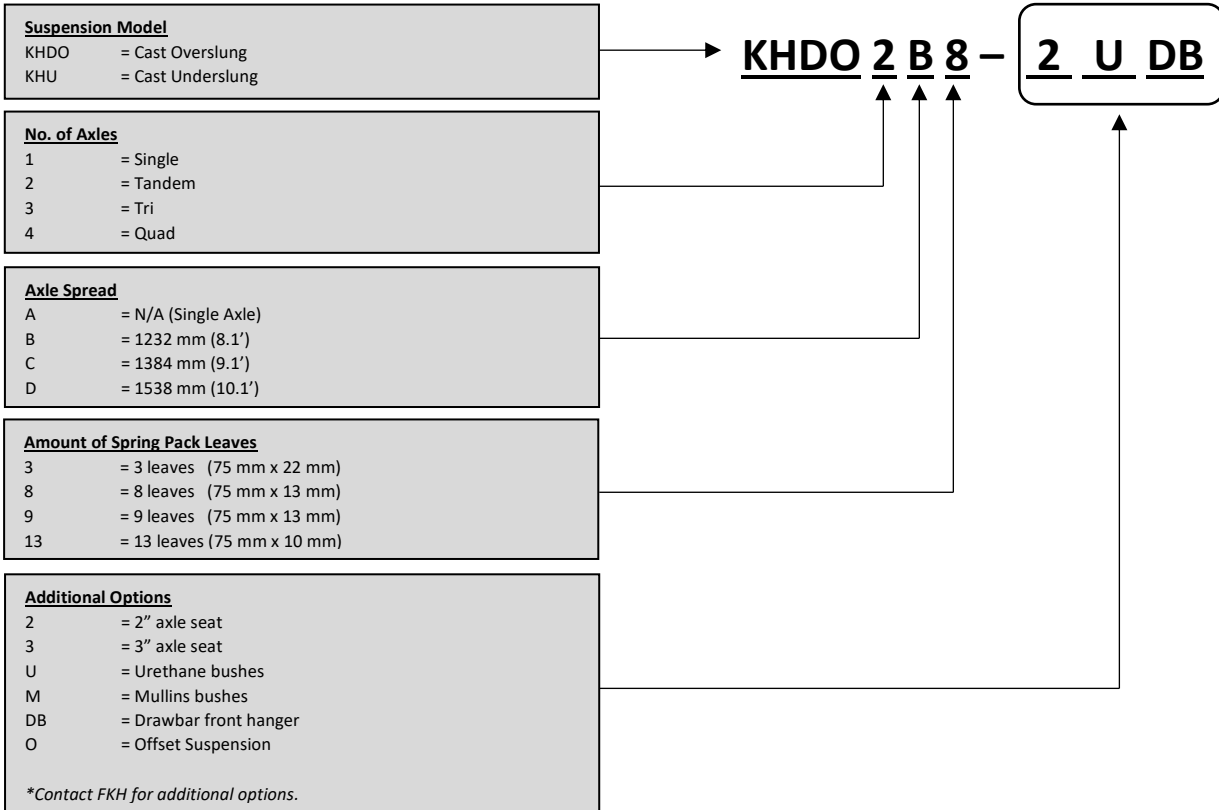 Suspension Model
KHDO = Cast Overslung
KHU = Cast Underslung
KHDO 2 B 8 – 2 U DB
No. of Axles
1 = Single
2 = Tandem
3 = Tri
4 = Quad
Axle Spread
A = N/A (Single Axle)
B = 1232 mm (8.1’)
C = 1384 mm (9.1’)
D = 1538 mm (10.1’)
Amount of Spring Pack Leaves
3 = 3 leaves (75 mm x 22 mm)
8 = 8 leaves (75 mm x 13 mm)
9 = 9 leaves (75 mm x 13 mm)
13 = 13 leaves (75 mm x 10 mm)
Additional Options
2 = 2” axle seat
3 = 3” axle seat
U = Urethane bushes
M = Mullins bushes
DB = Drawbar front hanger
O = Offset Suspension
*Contact FKH for additional options.